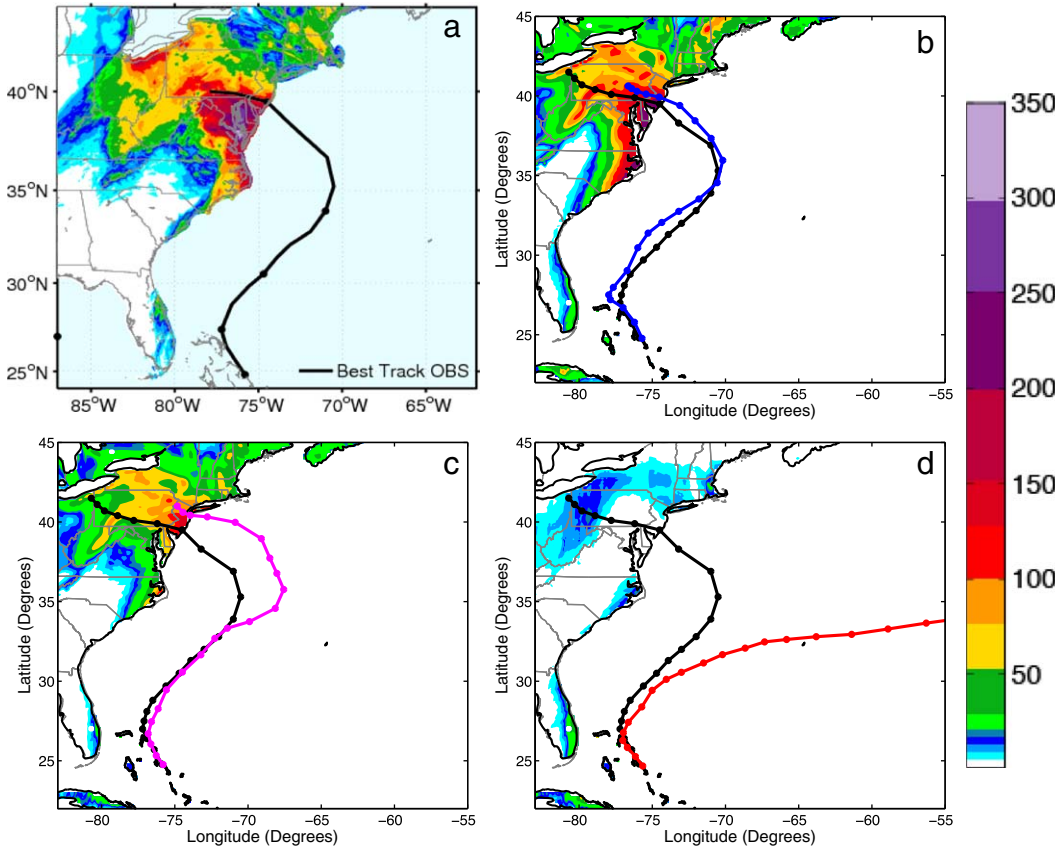 a
40°N
35°N
30°N
25°N
85°W
80°W
75°W
70°W
65°W
Best Track OBS
b
45
40
35
30
25
−80
−75
−70
−65
−60
−55
Latitude (Degrees)
Longitude (Degrees)
c
45
40
35
30
25
−80
−75
−70
−65
−60
−55
Latitude (Degrees)
Longitude (Degrees)
d
45
40
35
30
25
−80
−75
−70
−65
−60
−55
Latitude (Degrees)
Longitude (Degrees)
350
300
250
200
150
100
50